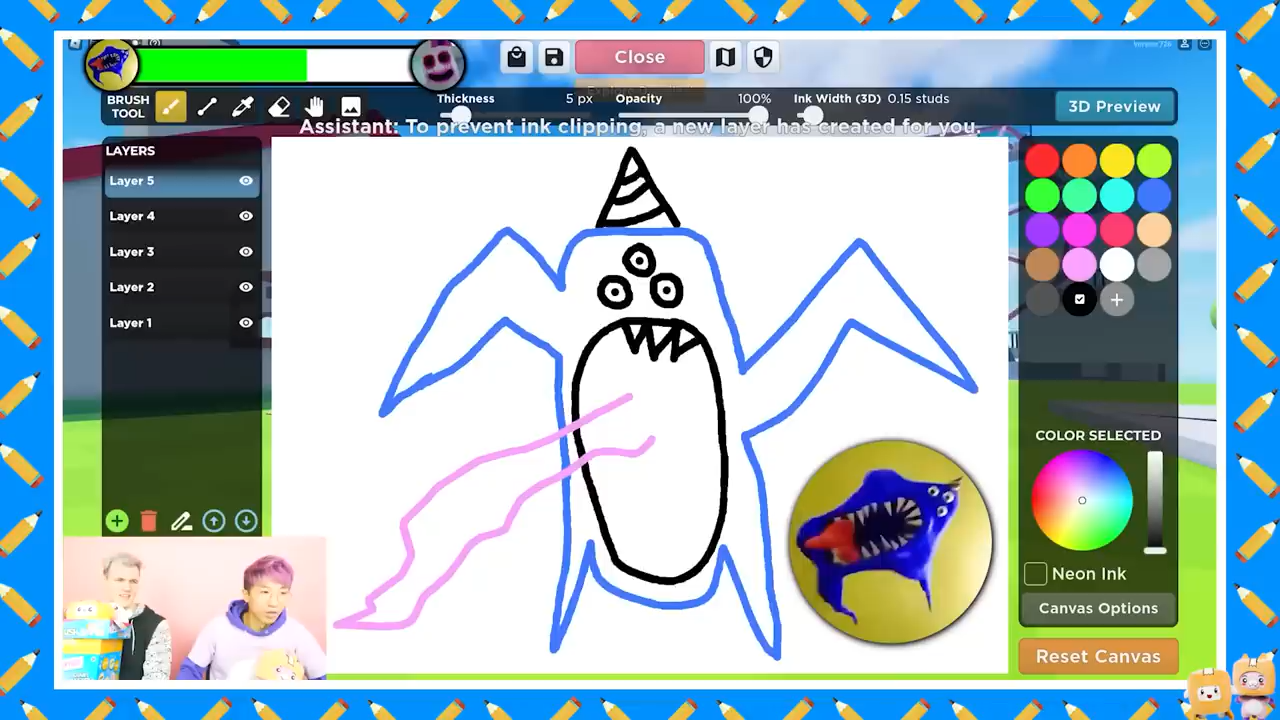 Close
BRUSH
TOOL
Thickness
5 px
Opacity
100%
Ink Width (3D)
0.15 studs
3D Preview
Assistant: To prevent ink clipping, a new layer has created for you.
LAYERS
Layer 5
Layer 4
Layer 3
Layer 2
Layer 1
COLOR SELECTED
Neon Ink
Canvas Options
Reset Canvas